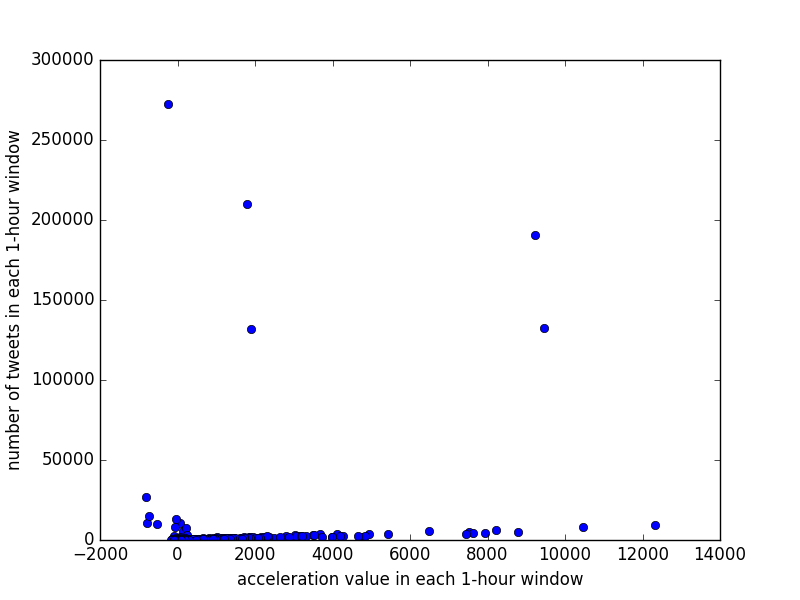 300000
250000
200000
150000
100000
50000
0
−2000 0 2000 4000 6000 8000 10000 12000 14000
acceleration value in each 1-hour window
number of tweets in each 1-hour window